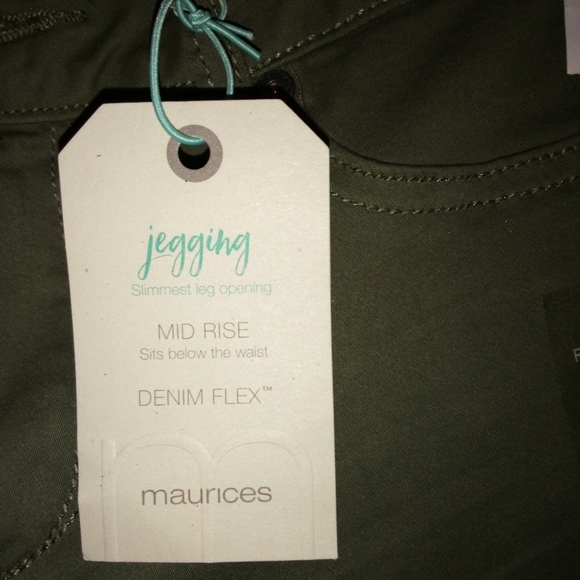 jegging
Slimmest leg opening
MID RISE
Sits below the waist
DENIM FLEX™
maurices